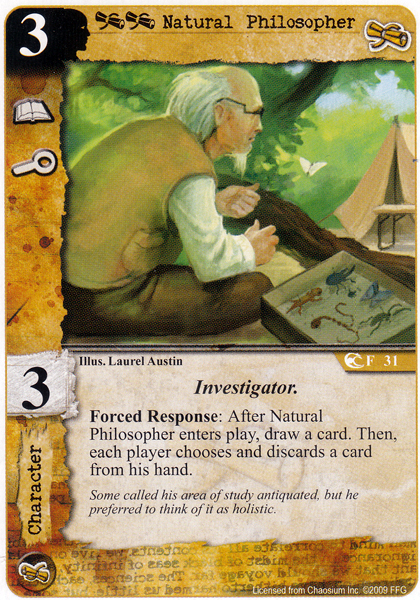 3
Natural Philosopher
Illus. Laurel Austin
F 31
3
Character
Investigator.
Forced Response: After Natural
Philosopher enters play, draw a card. Then,
each player chooses and discards a card
from his hand.
Some called his area of study antiquated, but he
preferred to think of it as holistic.
Licensed from Chaosium Inc. ©2009 FFG